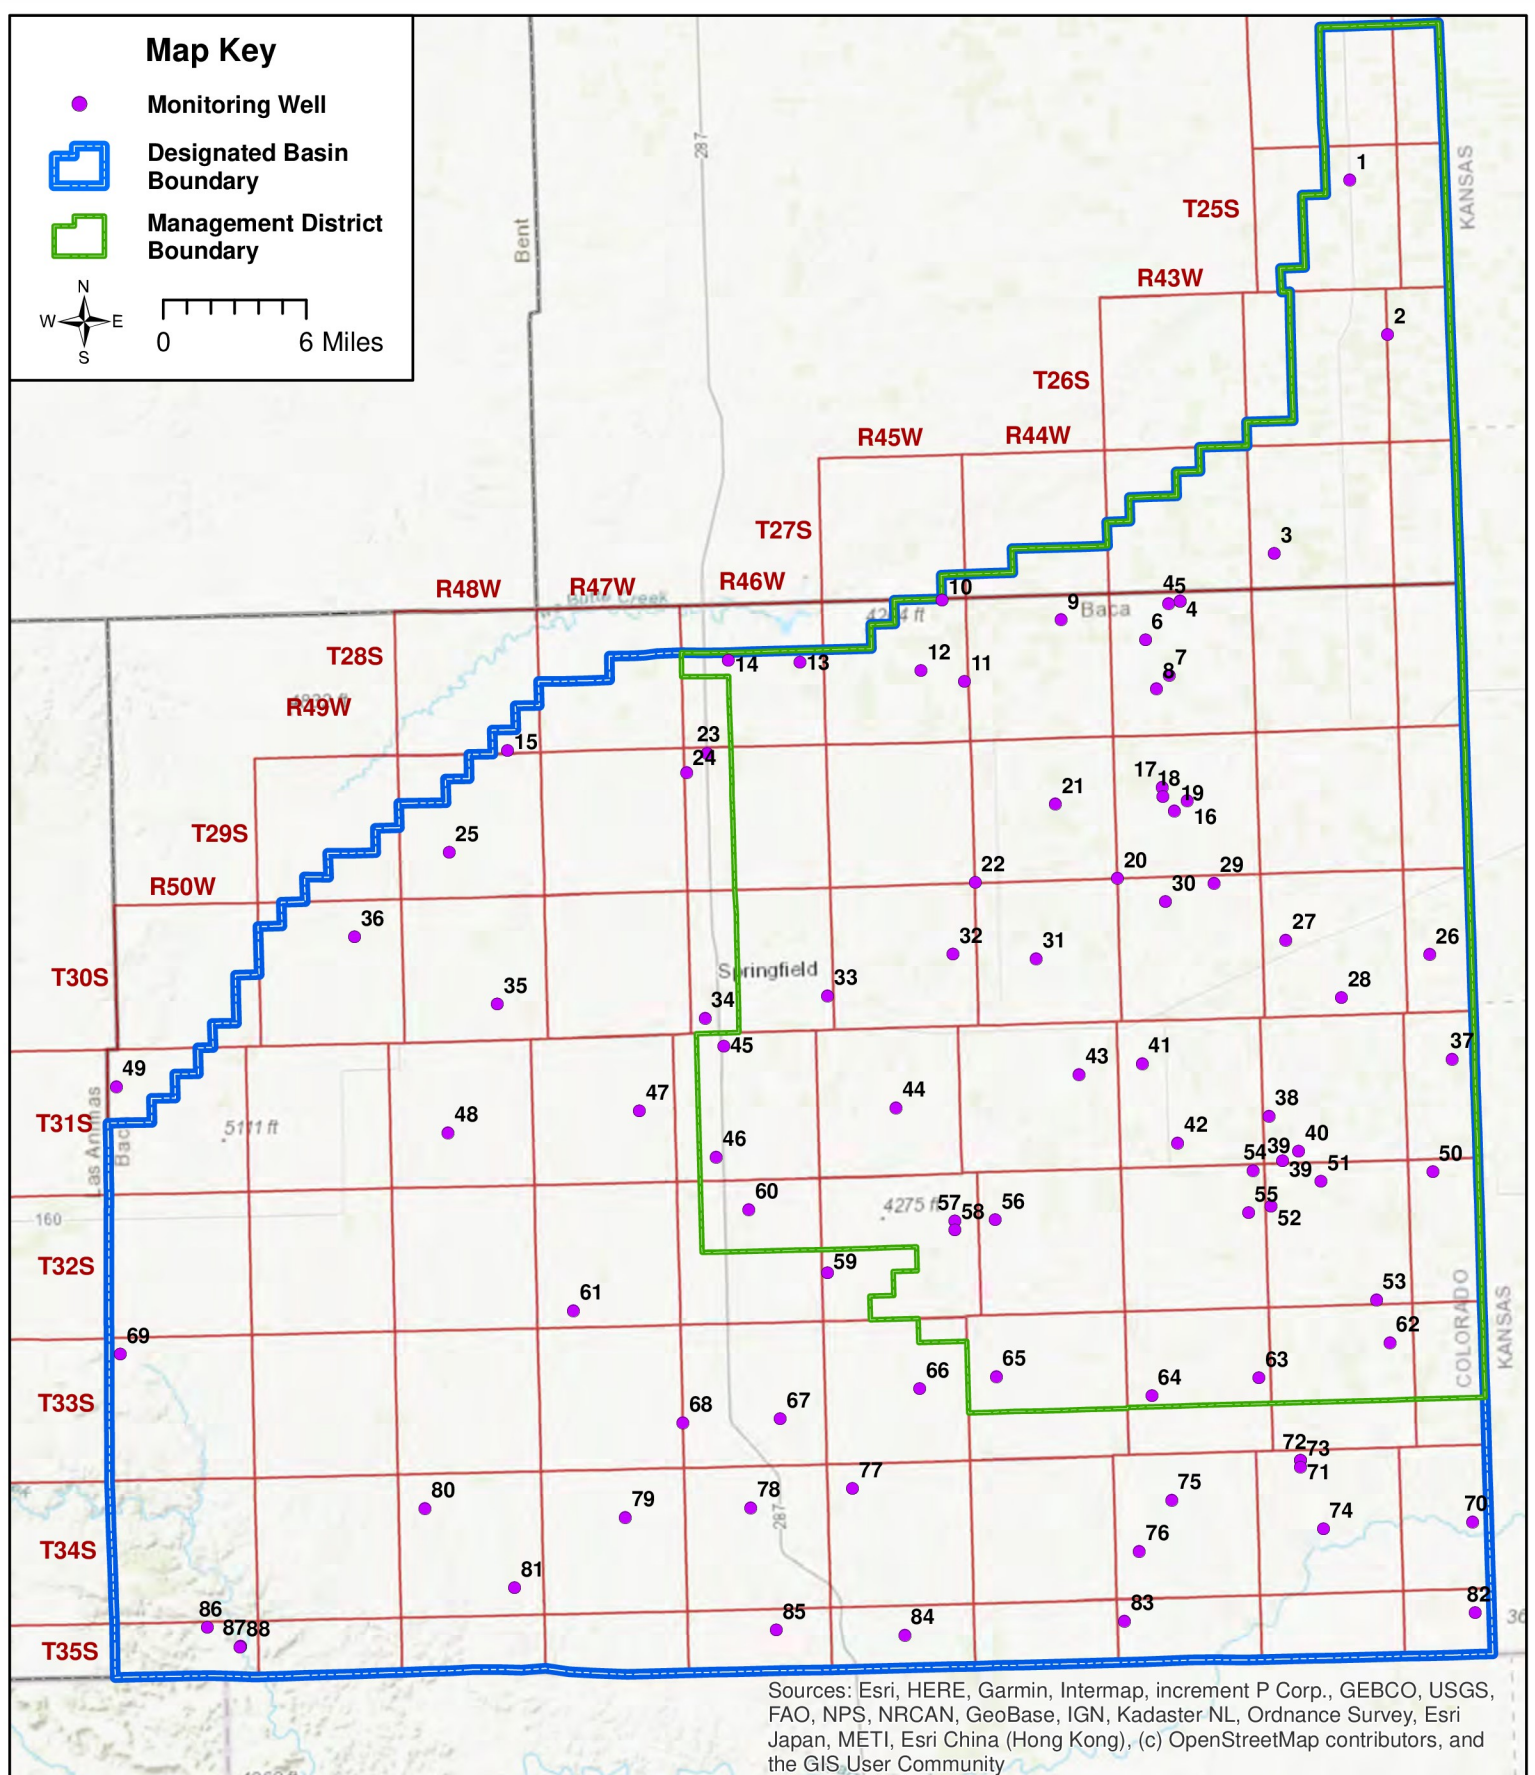 Map Key
Monitoring Well
Designated Basin
Boundary
Management District
Boundary
N
W
E
S
0
6 Miles
287
Bent
KANSAS
1
T25S
R43W
2
T26S
R45W
R44W
T27S
3
R48W
R47W
R46W
Butte Creek
10
9
Baca
45
4
6
T28S
14
13
12
11
7
8
R49W
15
23
24
T29S
25
21
17
18
19
16
R50W
22
20
29
30
36
32
31
27
26
T30S
Springfield
35
33
34
28
45
37
49
43
41
47
44
38
T31S
48
5111 ft
42
40
46
54
39
39
51
50
Las Animas
Baca
60
4275 ft
57
58
56
55
52
160
T32S
59
61
53
69
62
COLORADO
KANSAS
T33S
66
65
64
63
68
67
72
73
71
80
79
78
77
75
74
70
287
76
T34S
81
86
87
88
85
84
83
82
T35S
Sources: Esri, HERE, Garmin, Intermap, increment P Corp., GEBCO, USGS,
FAO, NPS, NRCAN, GeoBase, IGN, Kadaster NL, Ordnance Survey, Esri
Japan, METI, Esri China (Hong Kong), (c) OpenStreetMap contributors, and
the GIS User Community